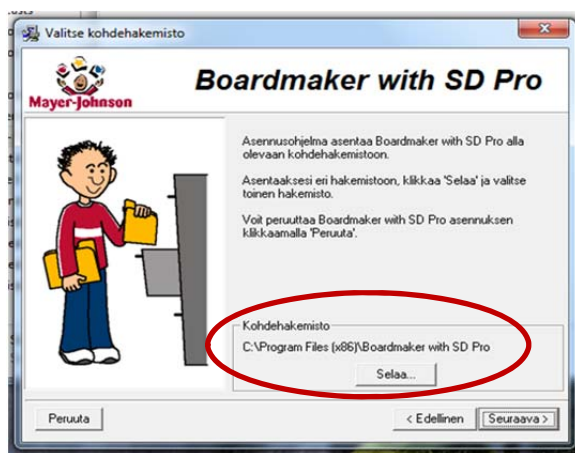 Valitse kohdehakemisto
Mayer-Johnson
Boardmaker with SD Pro
Asennusohjelma asentaa Boardmaker with SD Pro alla
olevaan kohdehakemistoon.
Asentaaksesi eri hakemistoon, klikkaa 'Selaa' ja valitse
toinen hakemisto.
Voit peruuttaa Boardmaker with SD Pro asennuksen
klikkaamalla 'Peruuta'.
Kohdehakemisto
C:\Program Files (x86)\Boardmaker with SD Pro
Selaa...
Peruuta
< Edellinen
Seuraava >